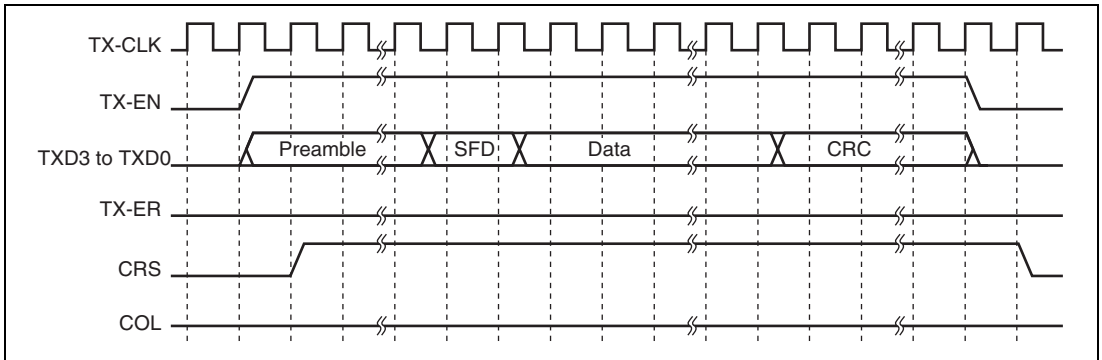 TX-CLK
TX-EN
TXD3 to TXD0 Preamble SFD Data CRC
TX-ER
CRS
COL